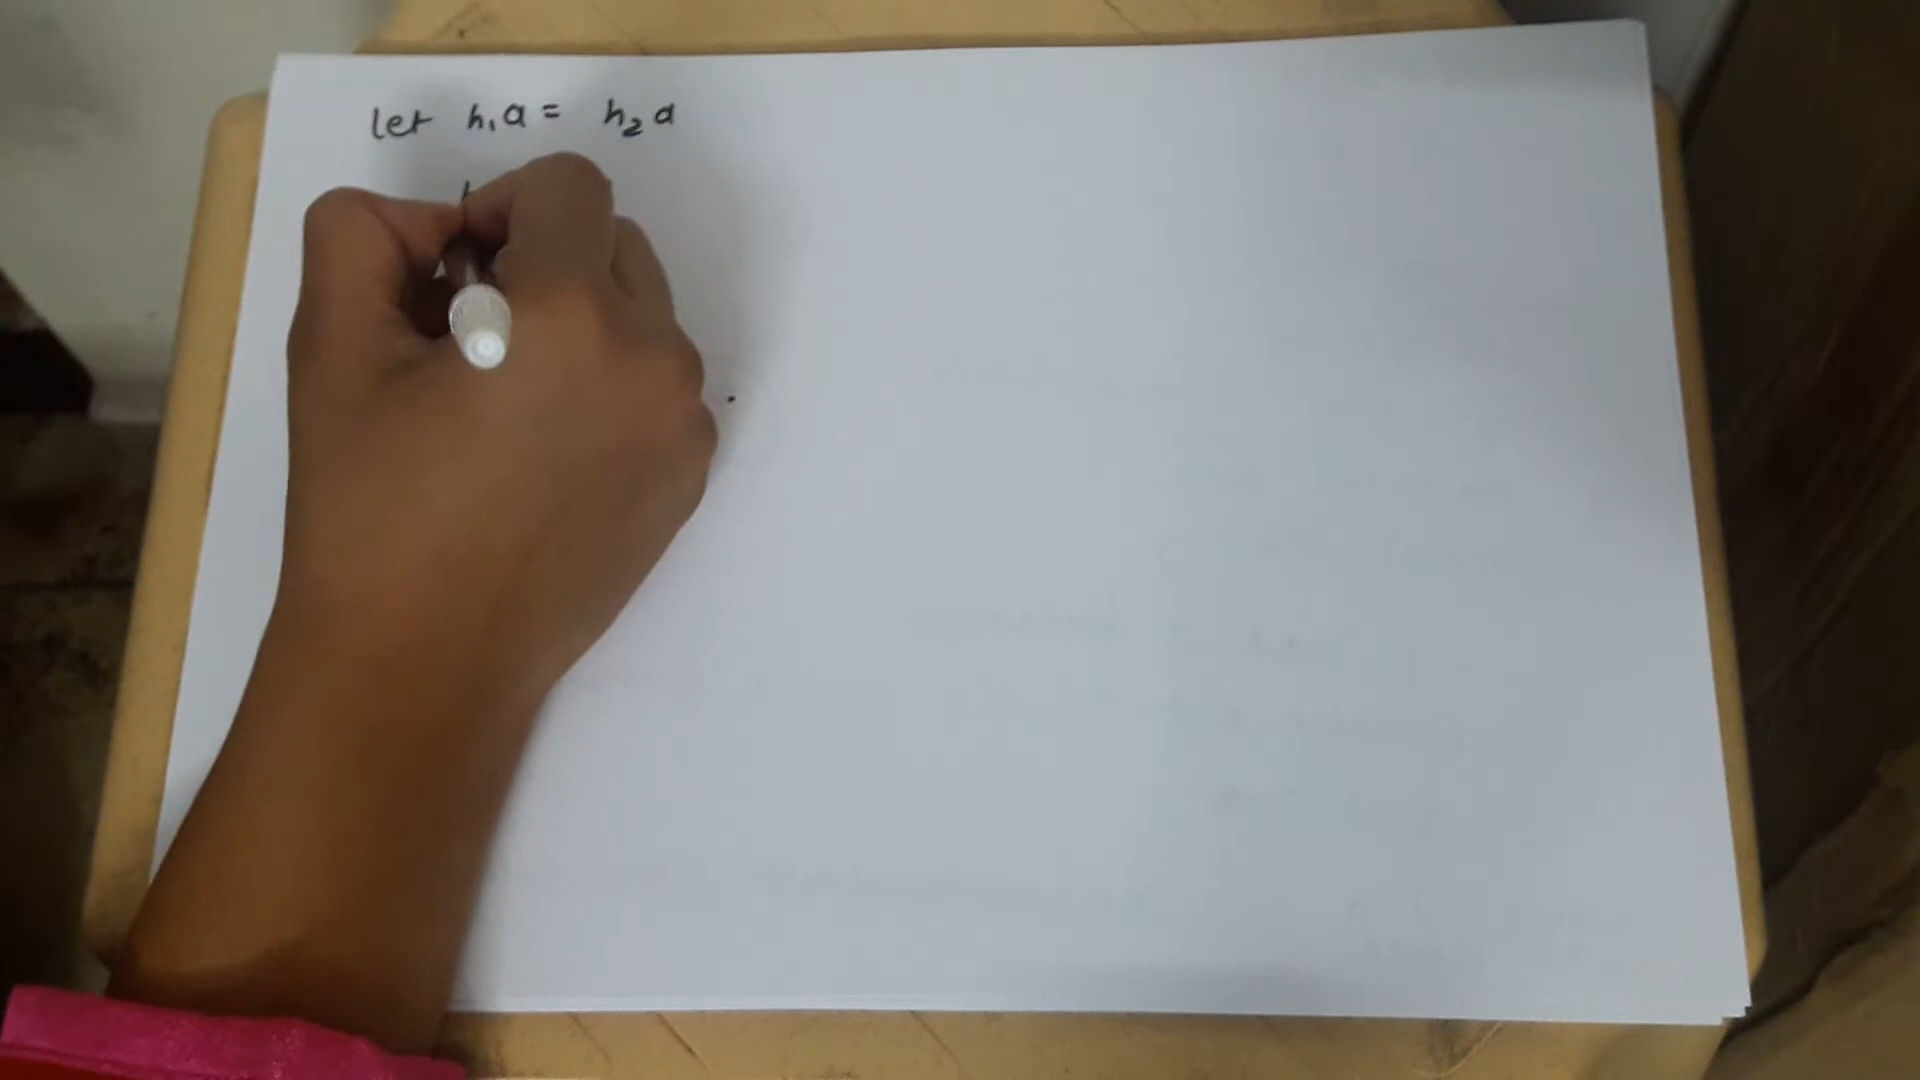 let h₁a = h₂a